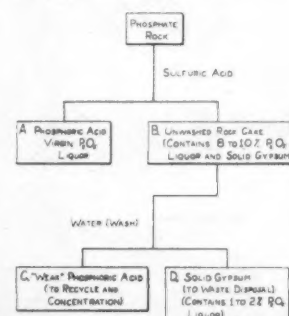 PHOSPHATE
ROCK
SULFURIC ACID
A. PHOSPHORIC ACID
VIRGIN P₂O₅
LIQUOR
B. UNWASHED ROCK CAKE
(CONTAINS 8 TO 10% P₂O₅
LIQUOR AND SOLID GYPSUM
WATER (WASH)
C. "WEAK" PHOSPHORIC ACID
(TO RECYCLE AND
CONCENTRATION)
D. SOLID GYPSUM
(TO WASTE DISPOSAL)
(CONTAINS 1 TO 2% P₂O₅
LIQUOR)